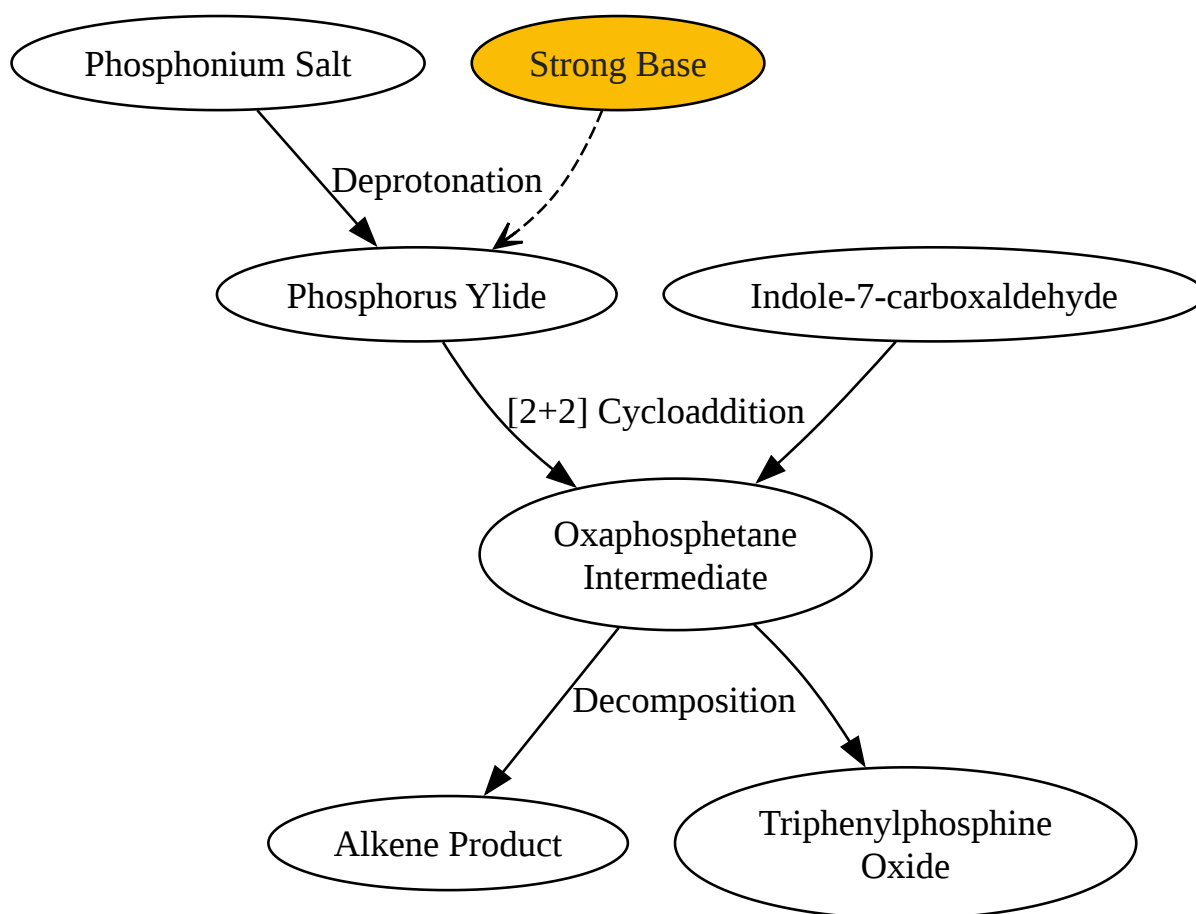 Phosphonium Salt
Strong Base
Deprotonation
Phosphorus Ylide
Indole-7-carboxaldehyde
[2+2] Cycloaddition
Oxaphosphetane
Intermediate
Decomposition
Alkene Product
Triphenylphosphine
Oxide